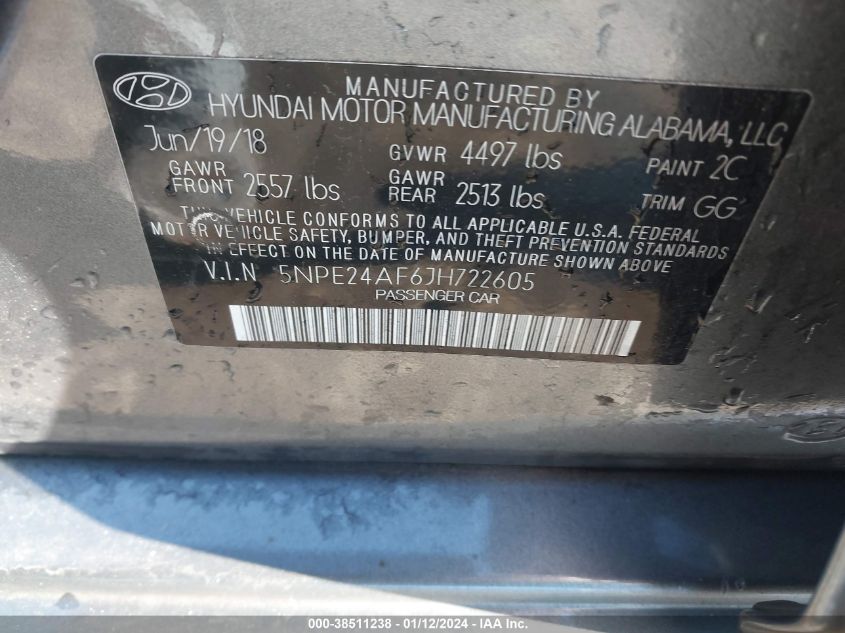 MANUFACTURED BY
HYUNDAI MOTOR MANUFACTURING ALABAMA, LLC
Jun/19/18 GVWR 4497 lbs PAINT 2C
GAWR FRONT 2557 lbs GAWR REAR 2513 lbs TRIM GG
THIS VEHICLE CONFORMS TO ALL APPLICABLE U.S.A. FEDERAL
MOTOR VEHICLE SAFETY, BUMPER, AND THEFT PREVENTION STANDARDS
IN EFFECT ON THE DATE OF MANUFACTURE SHOWN ABOVE
V.I.N 5NPE24AF6JH722605
PASSENGER CAR
000-38511238 - 01/12/2024 - IAA Inc.